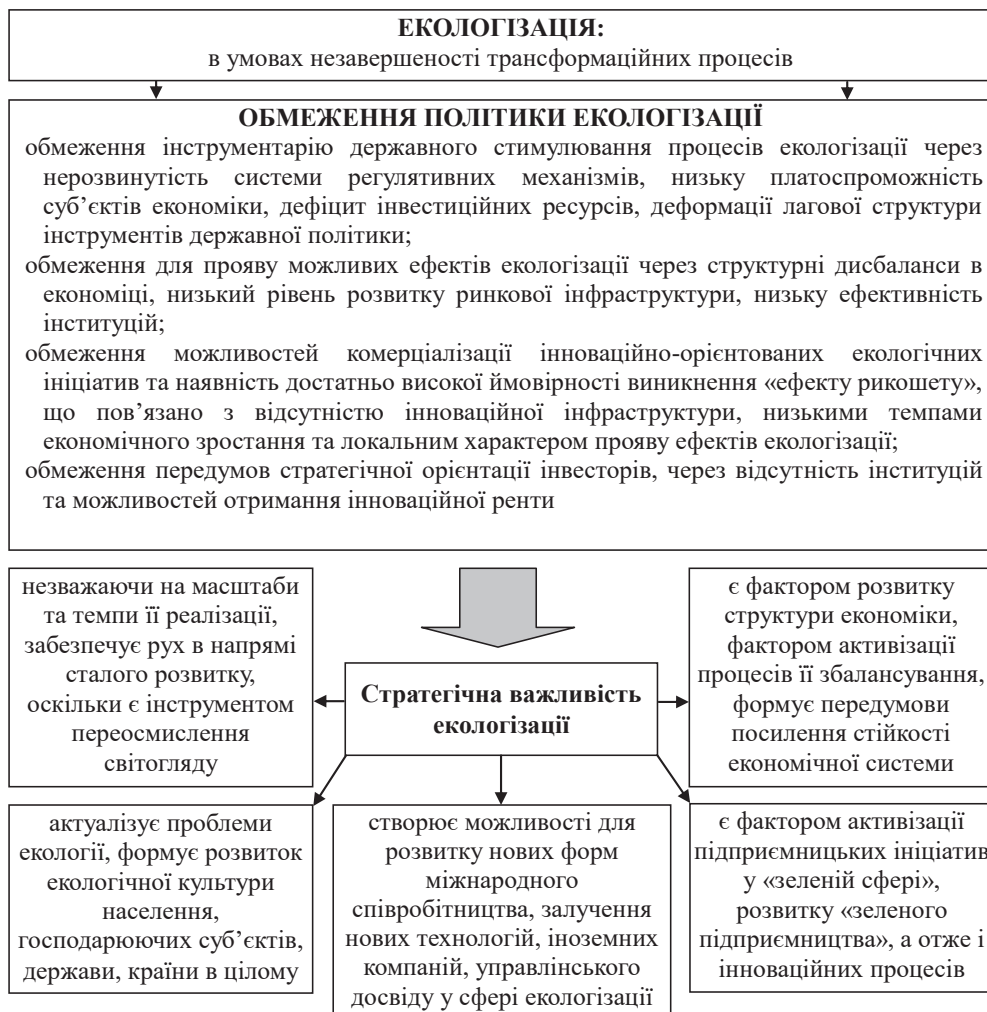 ЕКОЛОГІЗАЦІЯ:
в умовах незавершеності трансформаційних процесів
ОБМЕЖЕННЯ ПОЛІТИКИ ЕКОЛОГІЗАЦІЇ
обмеження інструментарію державного стимулювання процесів екологізації через
нерозвинутість системи регулятивних механізмів, низьку платоспроможність
суб’єктів економіки, дефіцит інвестиційних ресурсів, деформації лагової структури
інструментів державної політики;
обмеження для прояву можливих ефектів екологізації через структурні дисбаланси в
економіці, низький рівень розвитку ринкової інфраструктури, низьку ефективність
інституцій;
обмеження можливостей комерціалізації інноваційно-орієнтованих екологічних
ініціатив та наявність достатньо високої ймовірності виникнення «ефекту рикошету»,
що пов’язано з відсутністю інноваційної інфраструктури, низькими темпами
економічного зростання та локальним характером прояву ефектів екологізації;
обмеження передумов стратегічної орієнтації інвесторів, через відсутність інституцій
та можливостей отримання інноваційної ренти
незважаючи на масштаби
та темпи її реалізації,
забезпечує рух в напрямі
сталого розвитку,
оскільки є інструментом
переосмислення
світогляду
Стратегічна важливість
екологізації
є фактором розвитку
структури економіки,
фактором активізації
процесів її збалансування,
формує передумови
посилення стійкості
економічної системи
актуалізує проблеми
екології, формує розвиток
екологічної культури
населення,
господарюючих суб’єктів,
держави, країни в цілому
створює можливості для
розвитку нових форм
міжнародного
співробітництва, залучення
нових технологій, іноземних
компаній, управлінського
досвіду у сфері екологізації
є фактором активізації
підприємницьких ініціатив
у «зеленій сфері»,
розвитку «зеленого
підприємництва», а отже і
інноваційних процесів